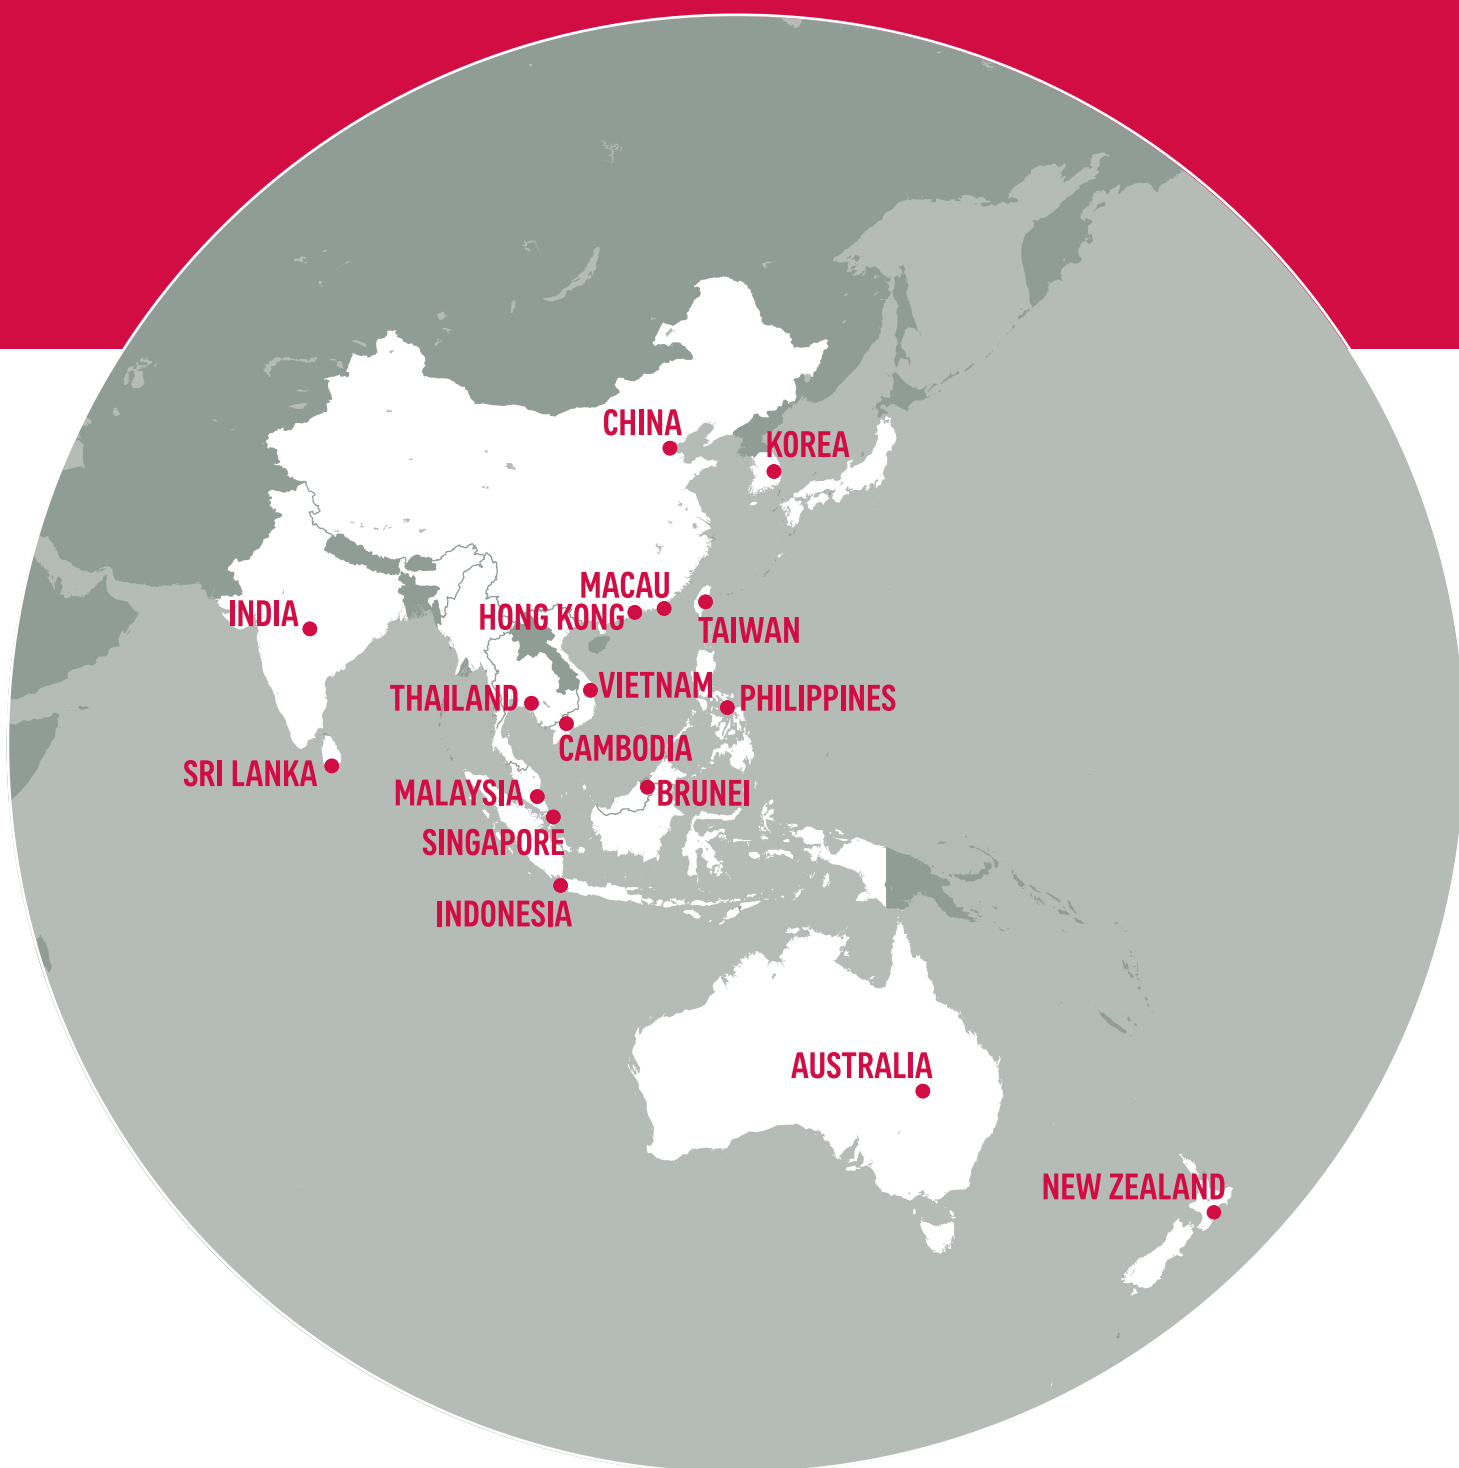 CHINA
KOREA
MACAU
INDIA
HONG KONG
TAIWAN
THAILAND
VIETNAM
PHILIPPINES
CAMBODIA
SRI LANKA
MALAYSIA
BRUNEI
SINGAPORE
INDONESIA
AUSTRALIA
NEW ZEALAND